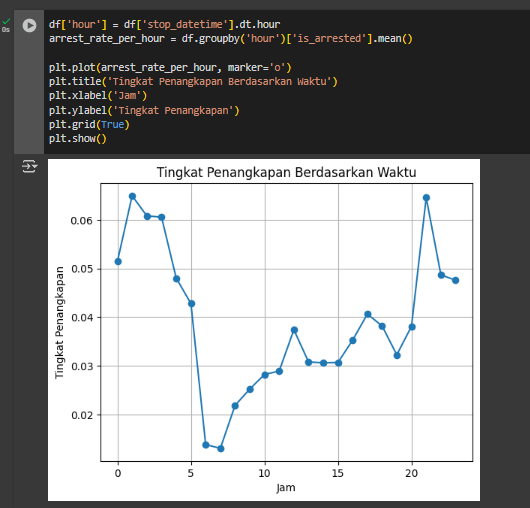 df['hour'] = df['stop_datetime'].dt.hour
arrest_rate_per_hour = df.groupby('hour')['is_arrested'].mean()
0s
plt.plot(arrest_rate_per_hour, marker='o')
plt.title('Tingkat Penangkapan Berdasarkan Waktu')
plt.xlabel('Jam')
plt.ylabel('Tingkat Penangkapan')
plt.grid(True)
plt.show()
Tingkat Penangkapan Berdasarkan Waktu
Tingkat Penangkapan
0.06
0.05
0.04
0.03
0.02
0 5 10 15 20
Jam